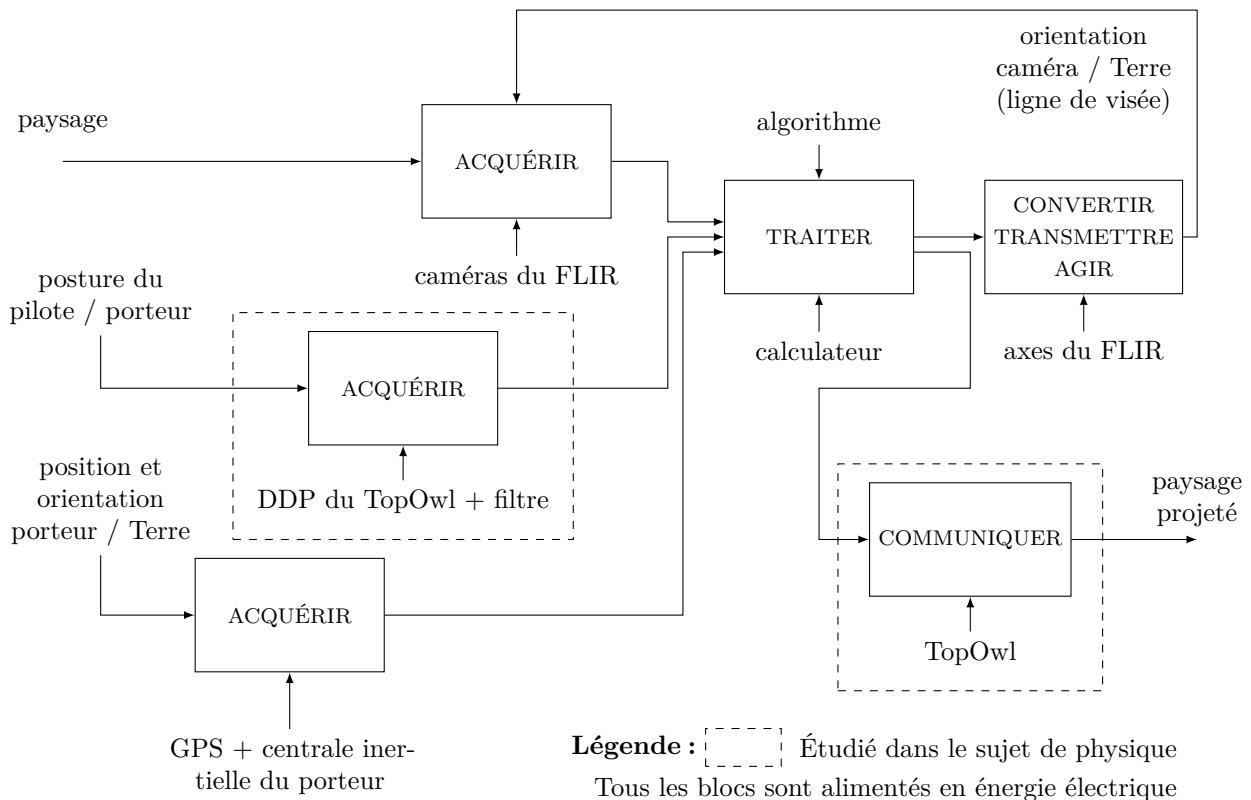 orientation
caméra / Terre
(ligne de visée)
paysage
ACQUÉRIR
caméras du FLIR
algorithme
TRAITER
calculateur
CONVERTIR
TRANSMETTRE
AGIR
axes du FLIR
posture du
pilote / porteur
ACQUÉRIR
DDP du TopOwl + filtre
position et
orientation
porteur / Terre
ACQUÉRIR
GPS + centrale iner-
tielle du porteur
COMMUNIQUER
TopOwl
paysage
projeté
Légende : Étudié dans le sujet de physique
Tous les blocs sont alimentés en énergie électrique